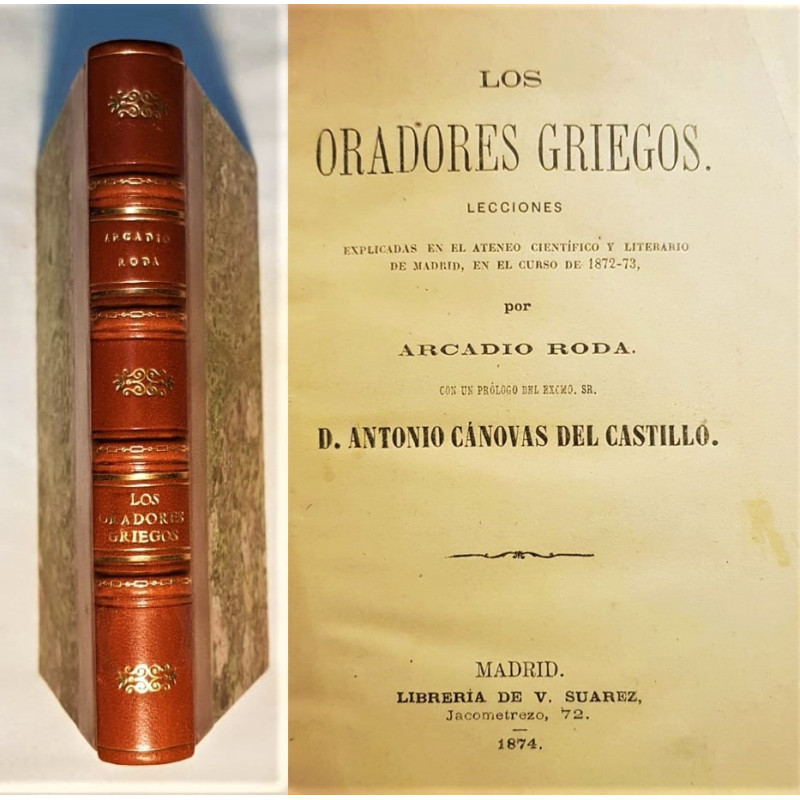 ARCADIO
RODA
LOS
ORADORES
GRIEGOS
LOS
ORADORES GRIEGOS.
LECCIONES
EXPLICADAS EN EL ATENEO CIENTÍFICO Y LITERARIO
DE MADRID, EN EL CURSO DE 1872-73,
por
ARCADIO RODA.
CON UN PRÓLOGO DEL EXCMO. SR.
D. ANTONIO CÁNOVAS DEL CASTILLO.
MADRID.
LIBRERÍA DE V. SUAREZ,
Jacometrezo, 72.
1874.